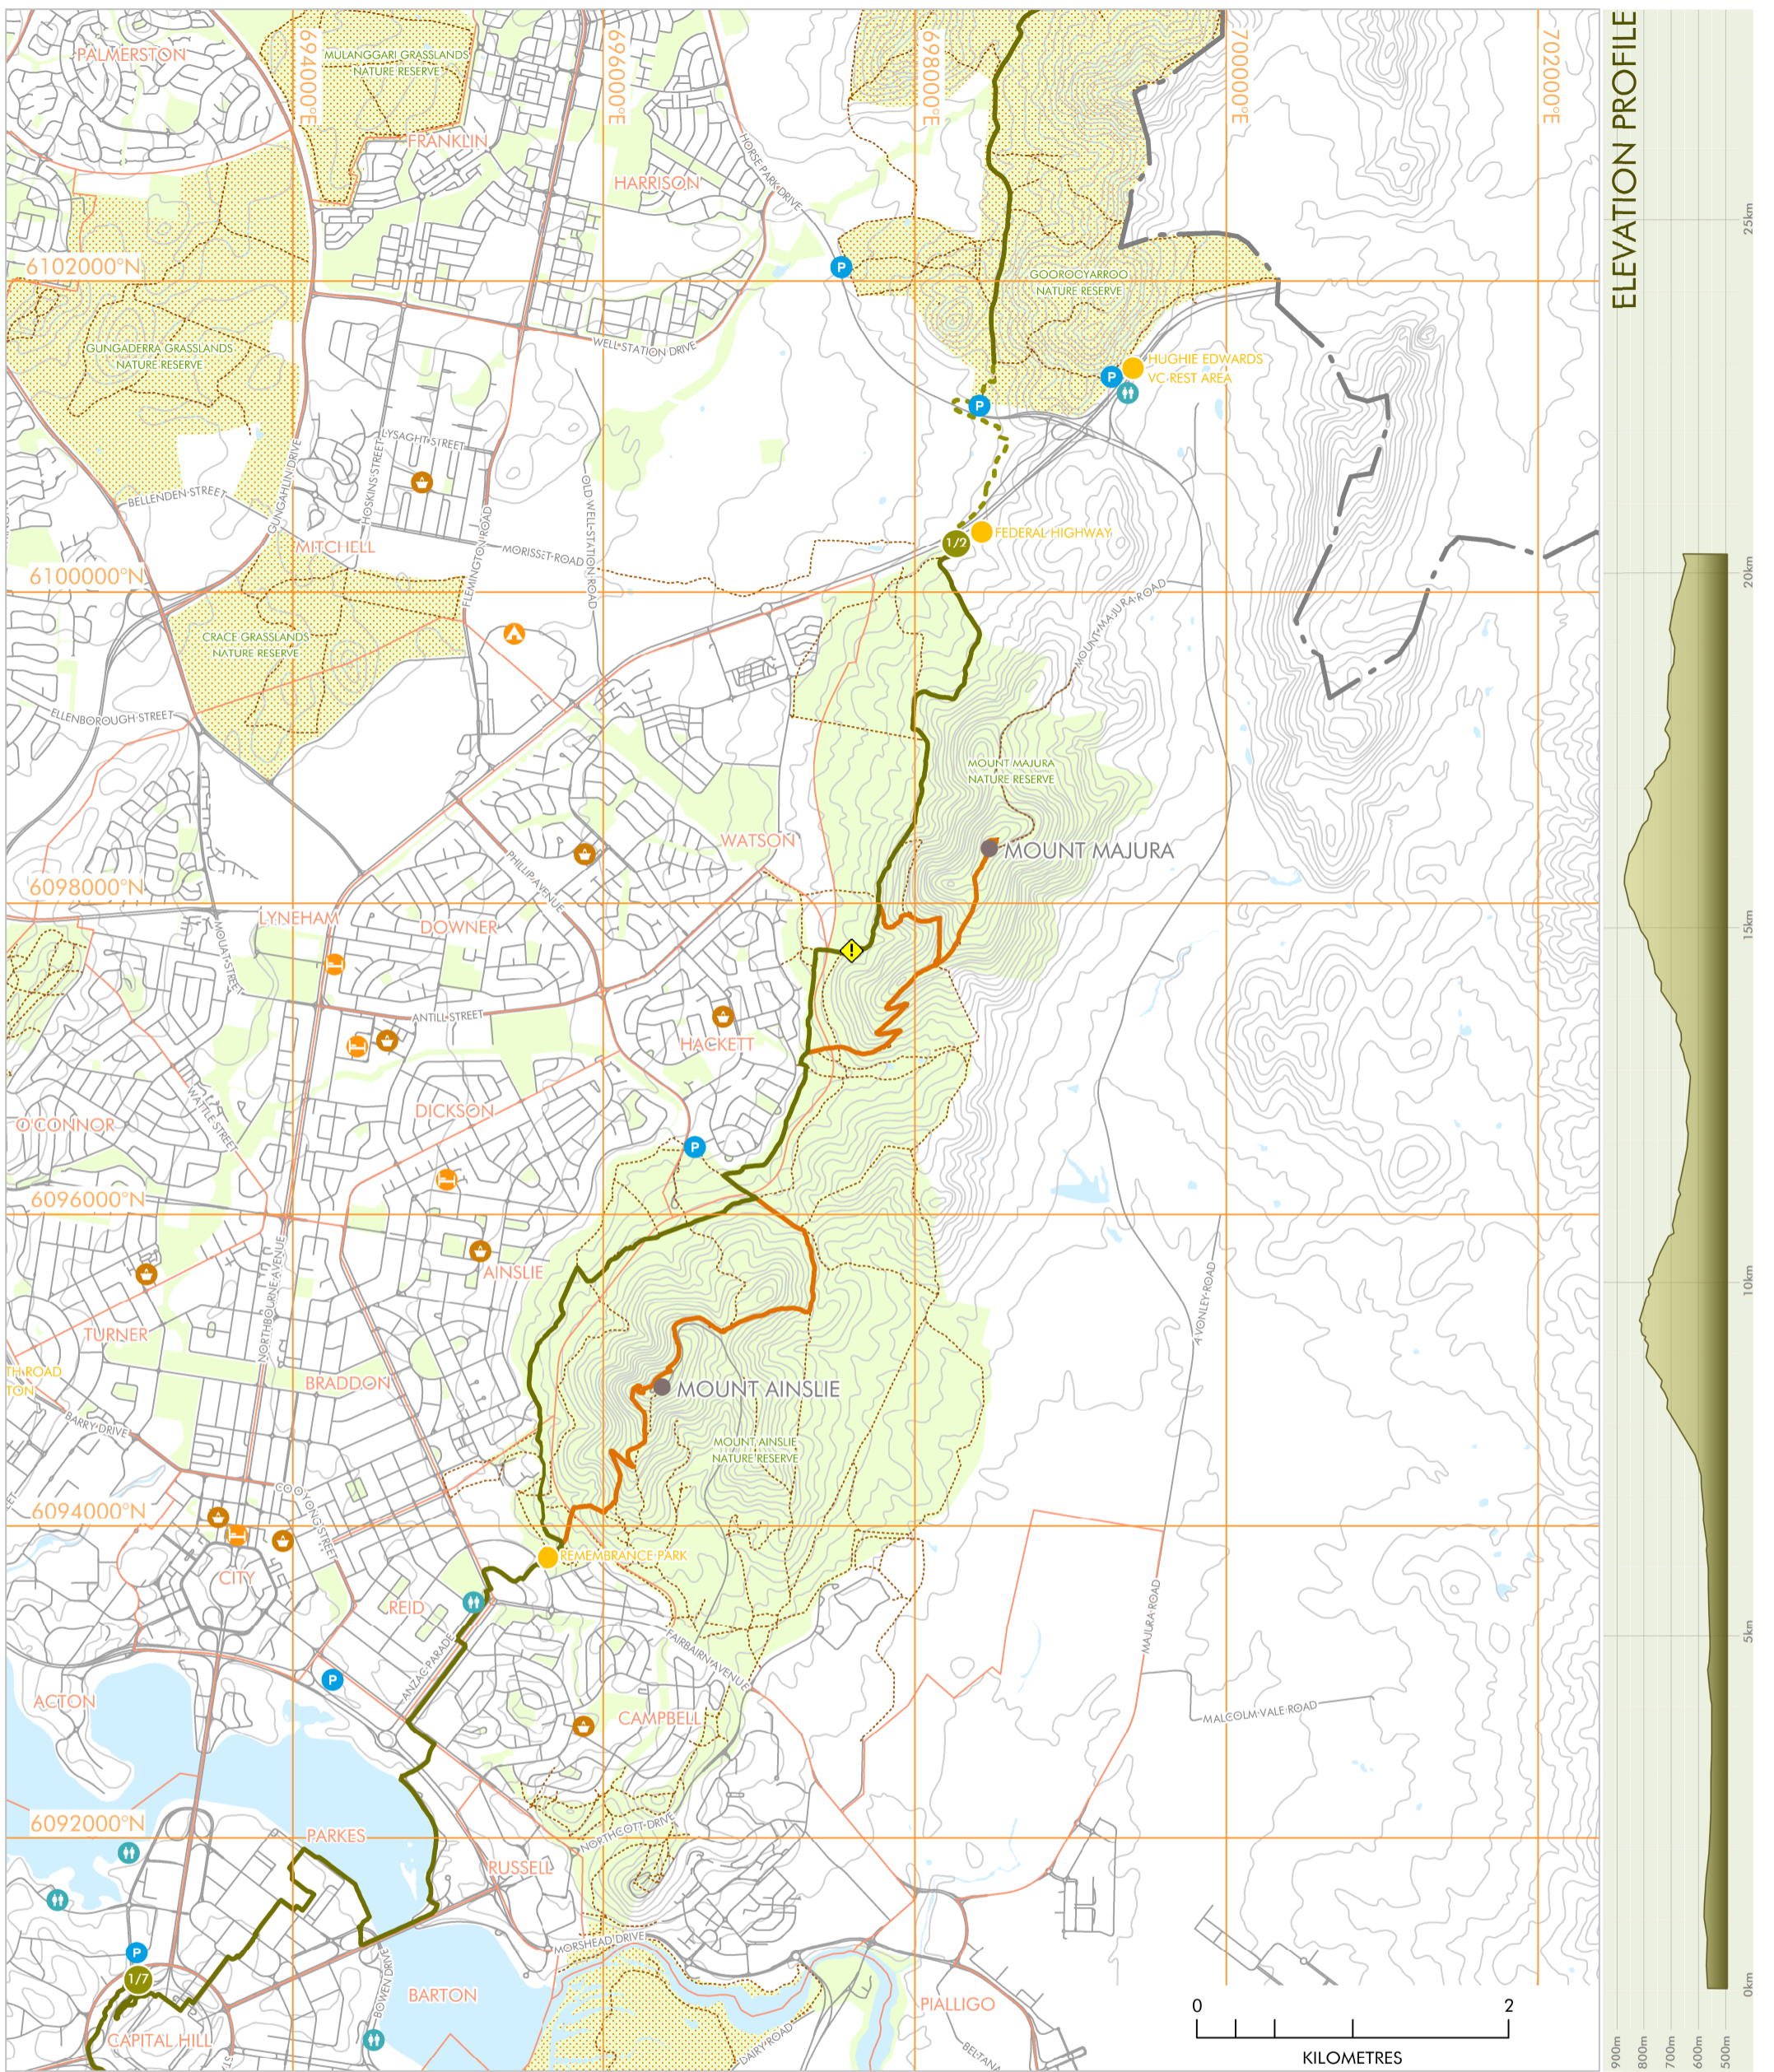 PALMERSTON
694000°E
MULANGGARI GRASSLANDS
NATURE RESERVE
696000°E
698000°E
700000°E
702000°E
ELEVATION PROFILE
FRANKLIN
HARRISON
HORSE PARK DRIVE
25km
6102000°N
GOOROOYARROO
NATURE RESERVE
GUNGADERRA GRASSLANDS
NATURE RESERVE
WELL STATION DRIVE
HUGHIE EDWARDS
VC REST AREA
P
P
P
LYSAGHT STREET
HOSKINS STREET
GUNGAHLIN DRIVE
BELLENDEN STREET
FLEMINGTON ROAD
OLD WELL STATION ROAD
MITCHELL
MORISSET ROAD
1/2
FEDERAL HIGHWAY
6100000°N
20km
MOUNT MAJURA ROAD
CRACE GRASSLANDS
NATURE RESERVE
ELLENBOROUGH STREET
MOUNT MAJURA
NATURE RESERVE
WATSON
MOUNT MAJURA
PHILLIP AVENUE
6098000°N
LYNEHAM
DOWNER
MOUAT STREET
!
15km
ANTILL STREET
HACKETT
DICKSON
O'CONNOR
WATTLE STREET
P
6096000°N
NORTHBOURNE AVENUE
AINSLIE
10km
MAJURA ROAD
TURNER
TH ROAD
TON
BRADDON
MOUNT AINSLIE
BARRY DRIVE
MOUNT AINSLIE
NATURE RESERVE
COOYONG STREET
6094000°N
REMEMBRANCE PARK
CITY
REID
MAJURA ROAD
5km
FAIRBAIRN AVENUE
ANZAC PARADE
P
ACTON
CAMPBELL
MALCOLM VALE ROAD
6092000°N
PARKES
NORTHCOTT DRIVE
RUSSELL
MORSHEAD DRIVE
P
1/7
BOWEN DRIVE
BARTON
PIALLIGO
0km
0
2
CAPITAL HILL
DAIRY ROAD
BELTANA
KILOMETRES
900m
800m
700m
600m
500m